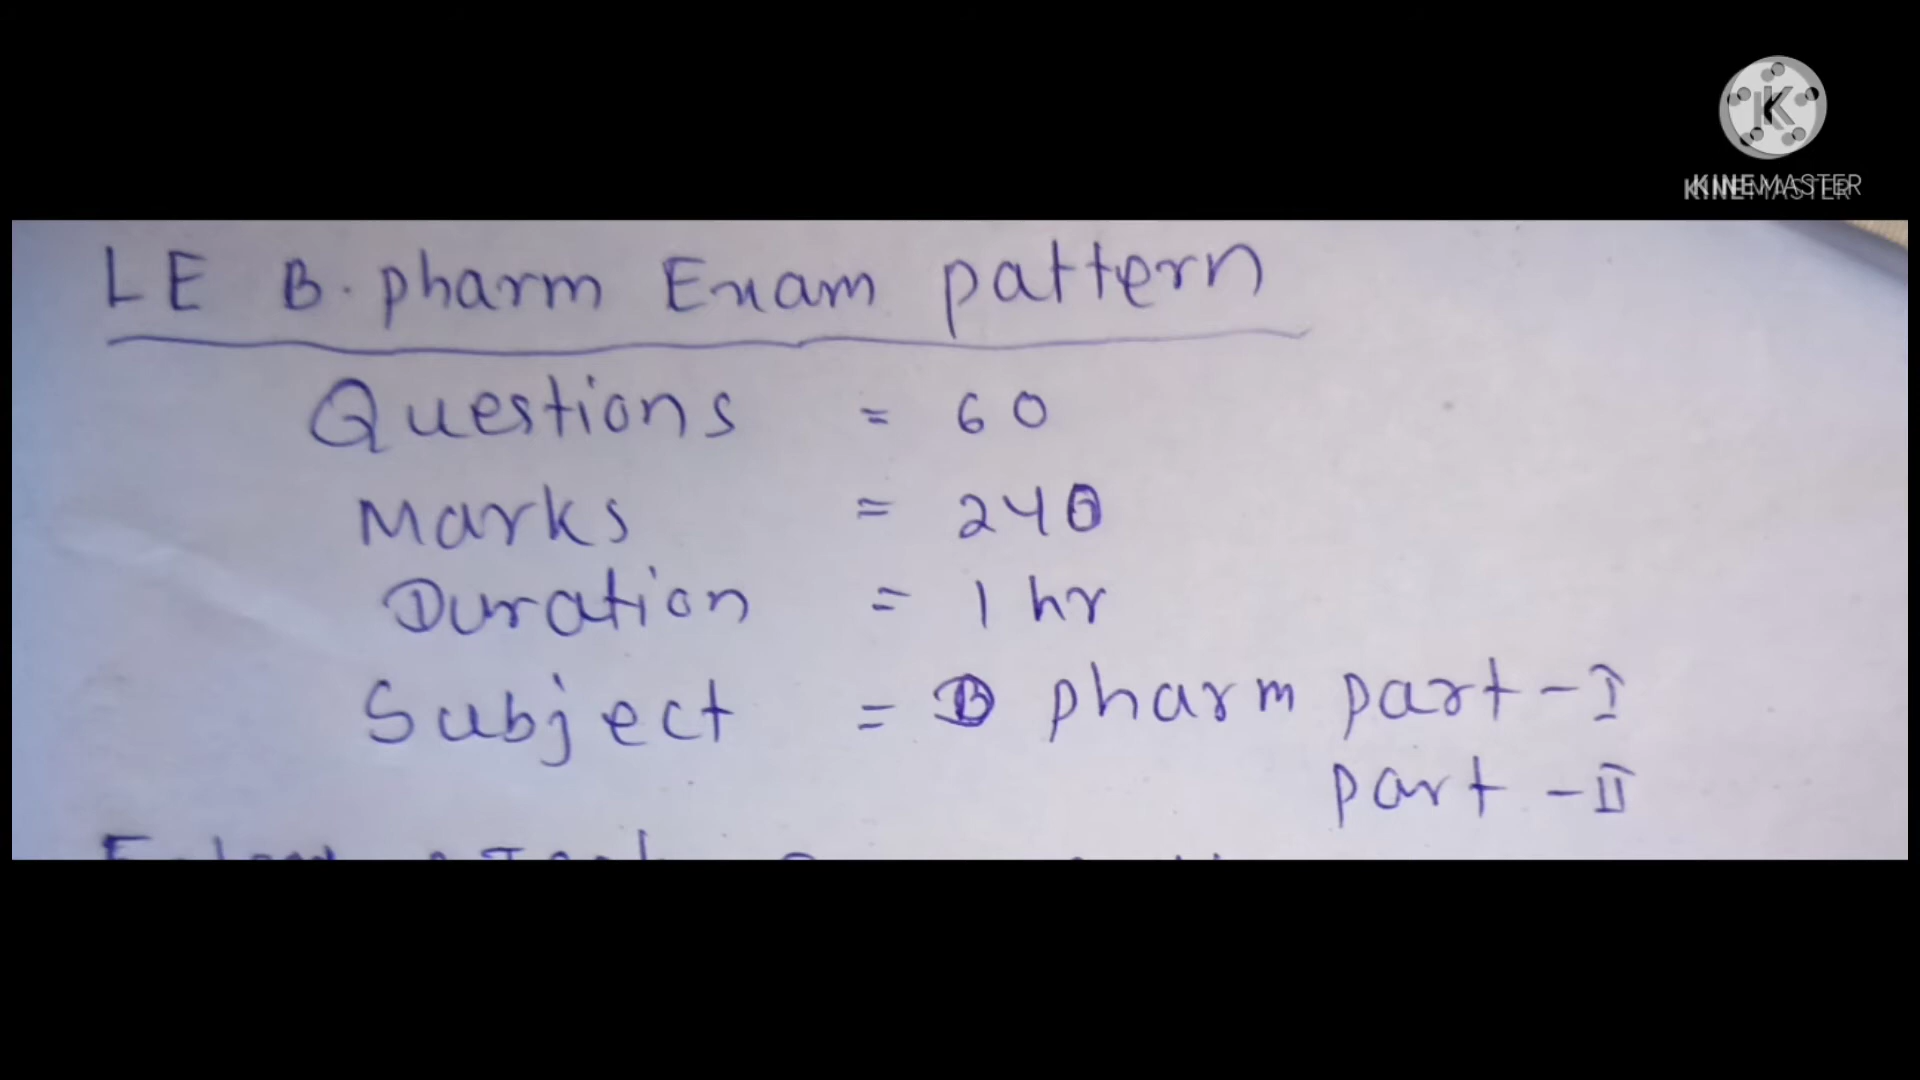 KINEMASTER
LE B. pharm Exam pattern
Questions = 60
Marks = 240
Duration = 1 hr
Subject = D pharm part - I
part - II